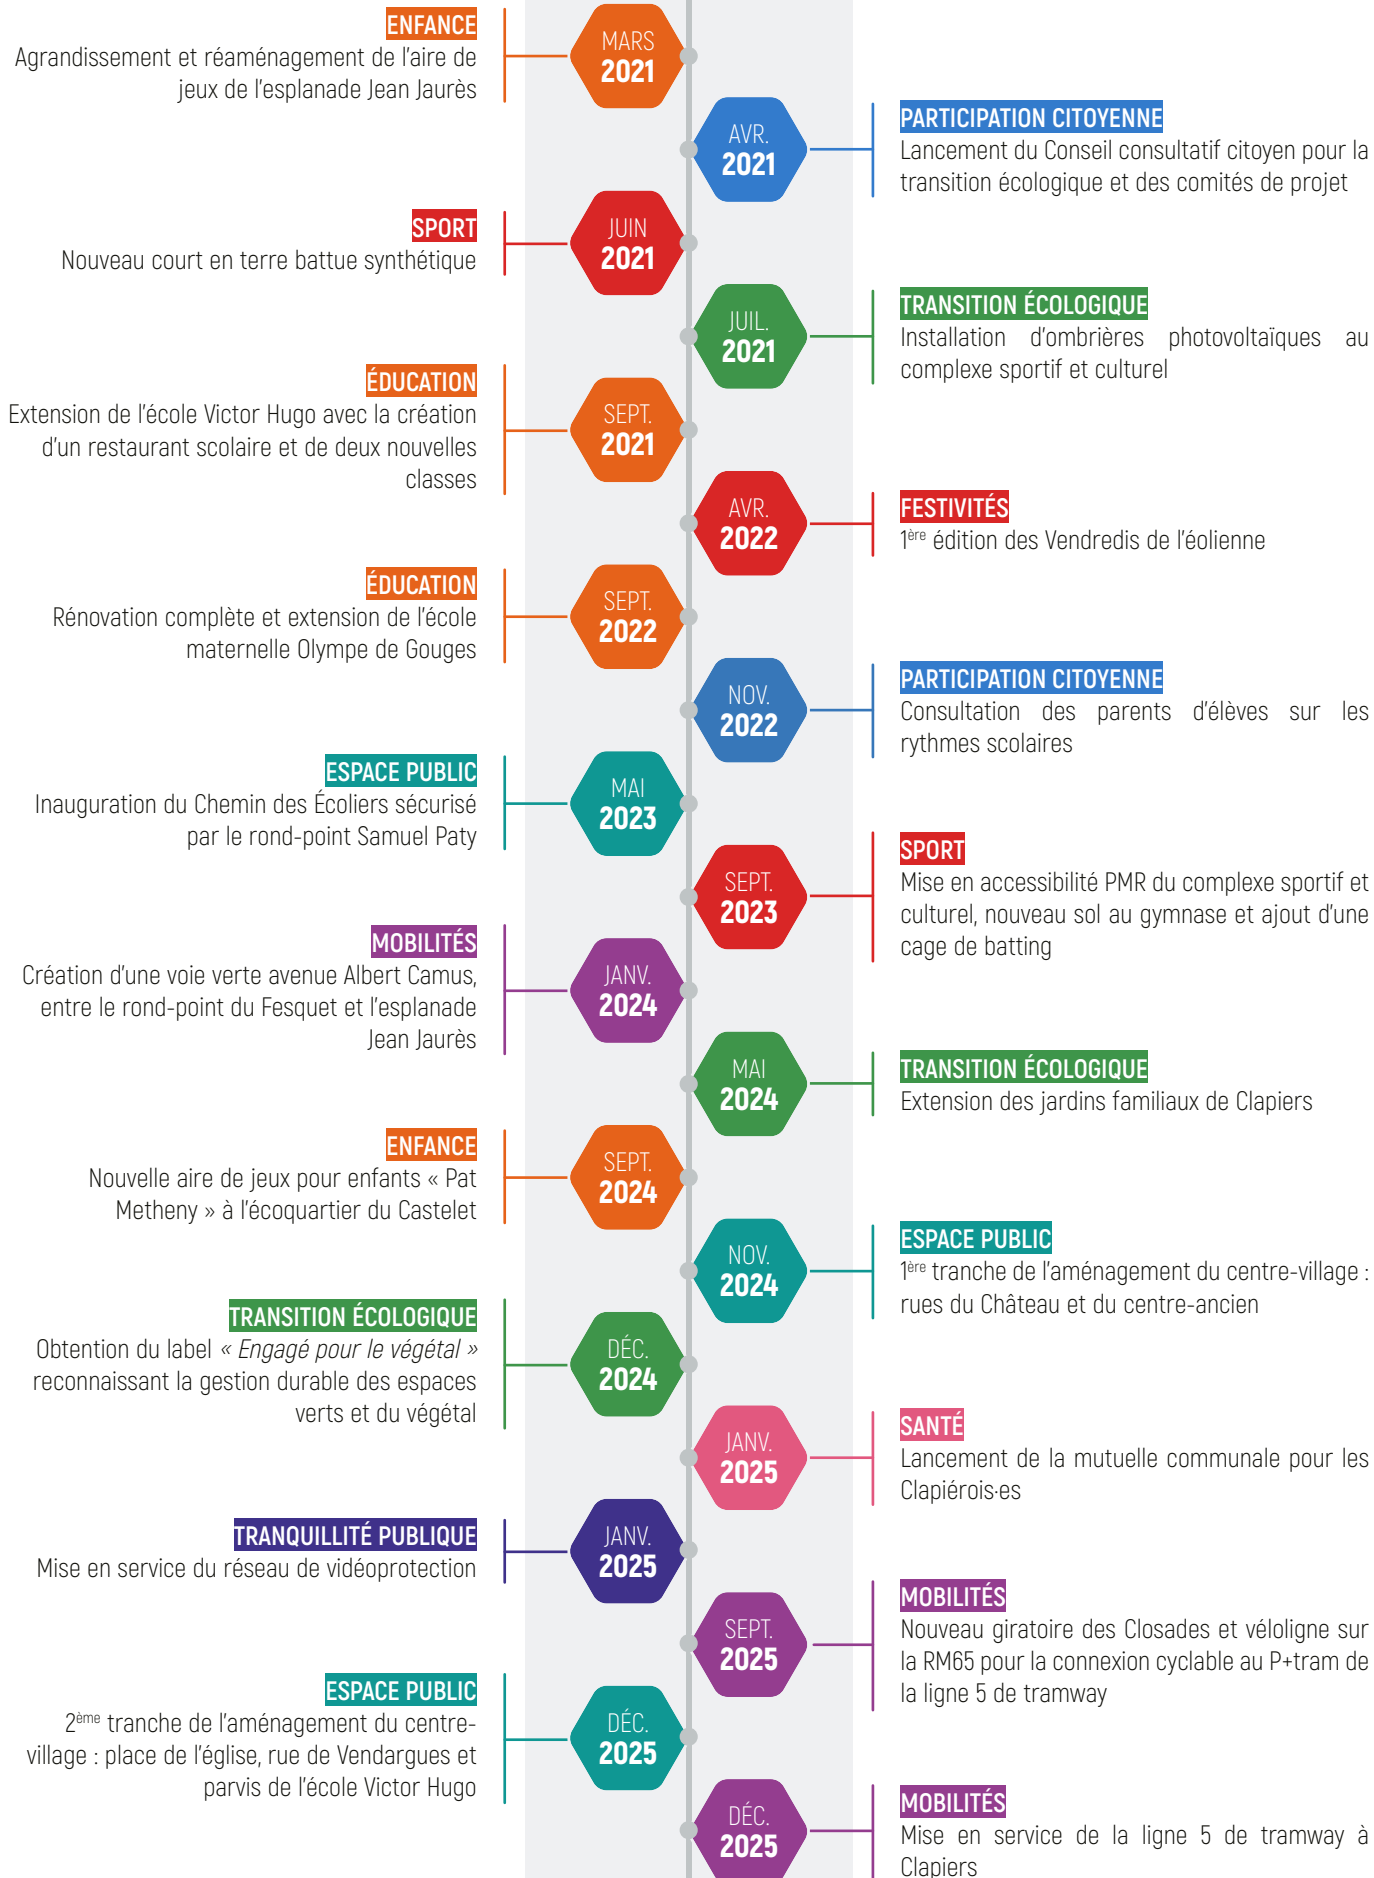 ENFANCE
Agrandissement et réaménagement de l'aire de
jeux de l'esplanade Jean Jaurès
MARS
2021
AVR.
2021
PARTICIPATION CITOYENNE
Lancement du Conseil consultatif citoyen pour la
transition écologique et des comités de projet
SPORT
Nouveau court en terre battue synthétique
JUIN
2021
JUIL.
2021
TRANSITION ÉCOLOGIQUE
Installation d'ombrières photovoltaïques au
complexe sportif et culturel
ÉDUCATION
Extension de l'école Victor Hugo avec la création
d'un restaurant scolaire et de deux nouvelles
classes
SEPT.
2021
AVR.
2022
FESTIVITÉS
1ère édition des Vendredis de l'éolienne
ÉDUCATION
Rénovation complète et extension de l'école
maternelle Olympe de Gouges
SEPT.
2022
NOV.
2022
PARTICIPATION CITOYENNE
Consultation des parents d'élèves sur les
rythmes scolaires
ESPACE PUBLIC
Inauguration du Chemin des Écoliers sécurisé
par le rond-point Samuel Paty
MAI
2023
SEPT.
2023
SPORT
Mise en accessibilité PMR du complexe sportif et
culturel, nouveau sol au gymnase et ajout d'une
cage de batting
MOBILITÉS
Création d'une voie verte avenue Albert Camus,
entre le rond-point du Fesquet et l'esplanade
Jean Jaurès
JANV.
2024
MAI
2024
TRANSITION ÉCOLOGIQUE
Extension des jardins familiaux de Clapiers
ENFANCE
Nouvelle aire de jeux pour enfants « Pat
Metheny » à l'écoquartier du Castelet
SEPT.
2024
NOV.
2024
ESPACE PUBLIC
1ère tranche de l'aménagement du centre-village :
rues du Château et du centre-ancien
TRANSITION ÉCOLOGIQUE
Obtention du label « Engagé pour le végétal »
reconnaissant la gestion durable des espaces
verts et du végétal
DÉC.
2024
JANV.
2025
SANTÉ
Lancement de la mutuelle communale pour les
Clapiérois·es
TRANQUILLITÉ PUBLIQUE
Mise en service du réseau de vidéoprotection
JANV.
2025
SEPT.
2025
MOBILITÉS
Nouveau giratoire des Closades et véloligne sur
la RM65 pour la connexion cyclable au P+tram de
la ligne 5 de tramway
ESPACE PUBLIC
2ème tranche de l'aménagement du centre-
village : place de l'église, rue de Vendargues et
parvis de l'école Victor Hugo
DÉC.
2025
DÉC.
2025
MOBILITÉS
Mise en service de la ligne 5 de tramway à
Clapiers